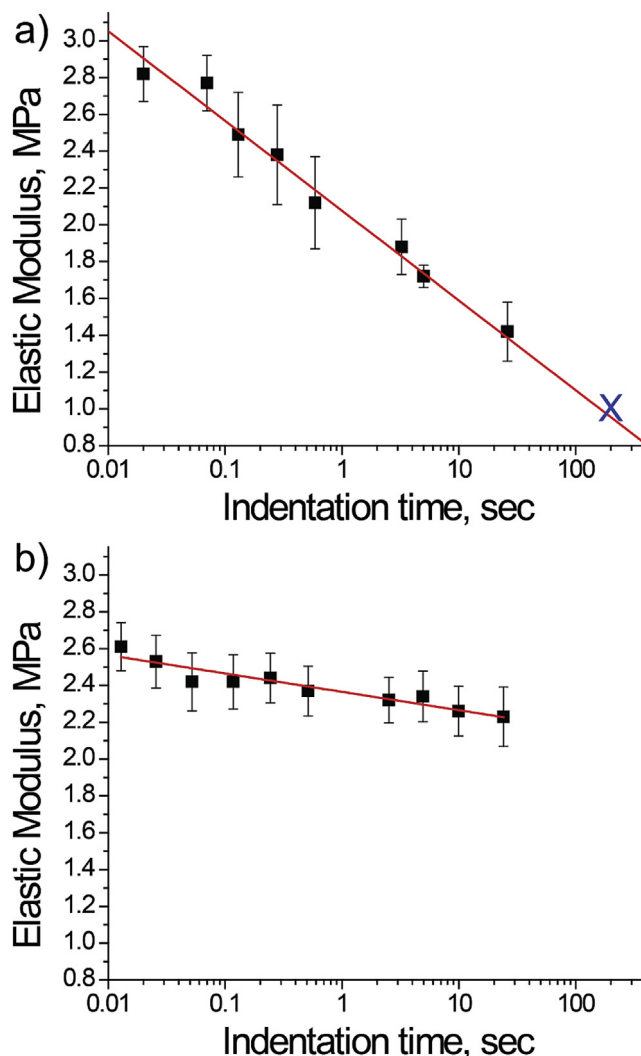 a)
Elastic Modulus, MPa
3.0
2.8
2.6
2.4
2.2
2.0
1.8
1.6
1.4
1.2
1.0
0.8
X
0.01 0.1 1 10 100
Indentation time, sec
b)
Elastic Modulus, MPa
3.0
2.8
2.6
2.4
2.2
2.0
1.8
1.6
1.4
1.2
1.0
0.8
0.01 0.1 1 10 100
Indentation time, sec